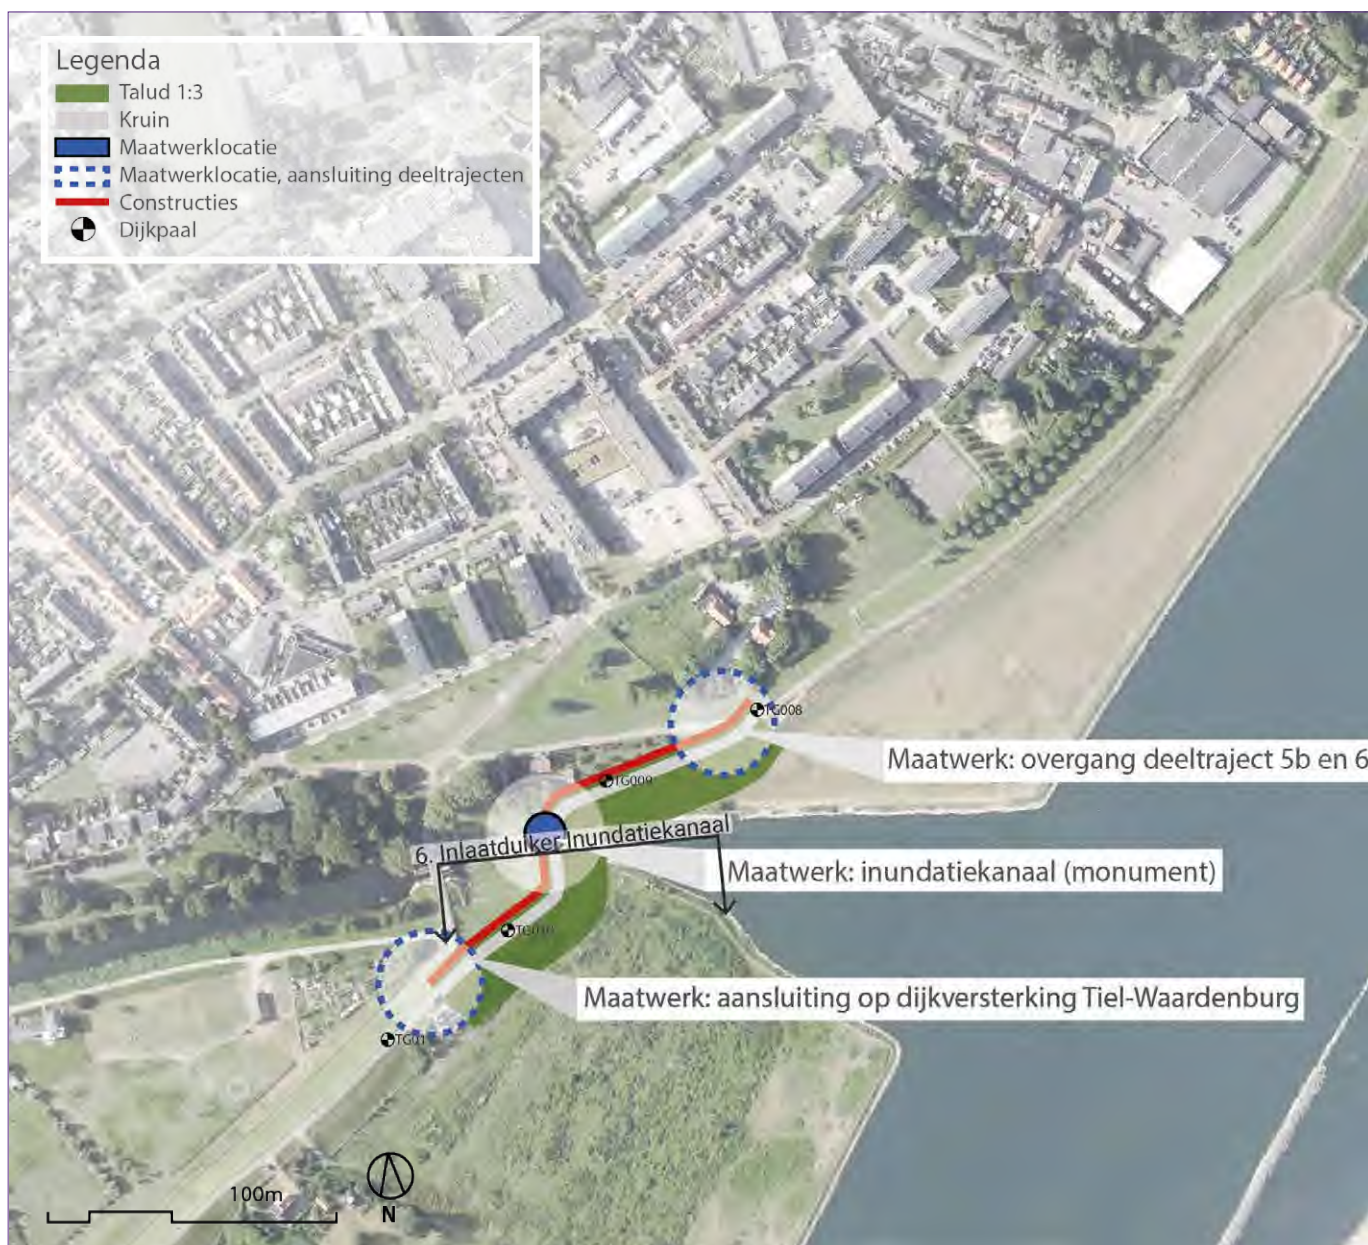 Legenda
Talud 1:3
Kruin
Maatwerklocatie
Maatwerklocatie, aansluiting deeltrajecten
Constructies
Dijkpaal
TG008
Maatwerk: overgang deeltraject 5b en 6
TG009
6. Inlaatduiker Inundatiekanaal
Maatwerk: inundatiekanaal (monument)
TG010
Maatwerk: aansluiting op dijkversterking Tiel-Waardenburg
TG01
100m
N